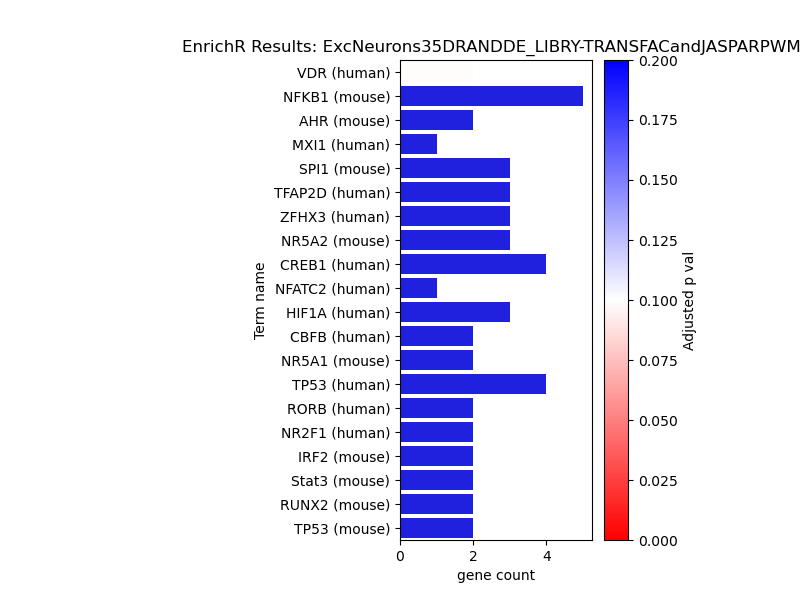 EnrichR Results: ExcNeurons35DRANDDE_LIBRY-TRANSFACandJASPARPWM
VDR (human)
NFKB1 (mouse)
AHR (mouse)
MXI1 (human)
SPI1 (mouse)
TFAP2D (human)
ZFHX3 (human)
NR5A2 (mouse)
CREB1 (human)
NFATC2 (human)
HIF1A (human)
CBFB (human)
NR5A1 (mouse)
TP53 (human)
RORB (human)
NR2F1 (human)
IRF2 (mouse)
Stat3 (mouse)
RUNX2 (mouse)
TP53 (mouse)
Term name
0 2 4
gene count
0.200
0.175
0.150
0.125
0.100
0.075
0.050
0.025
0.000
Adjusted p val